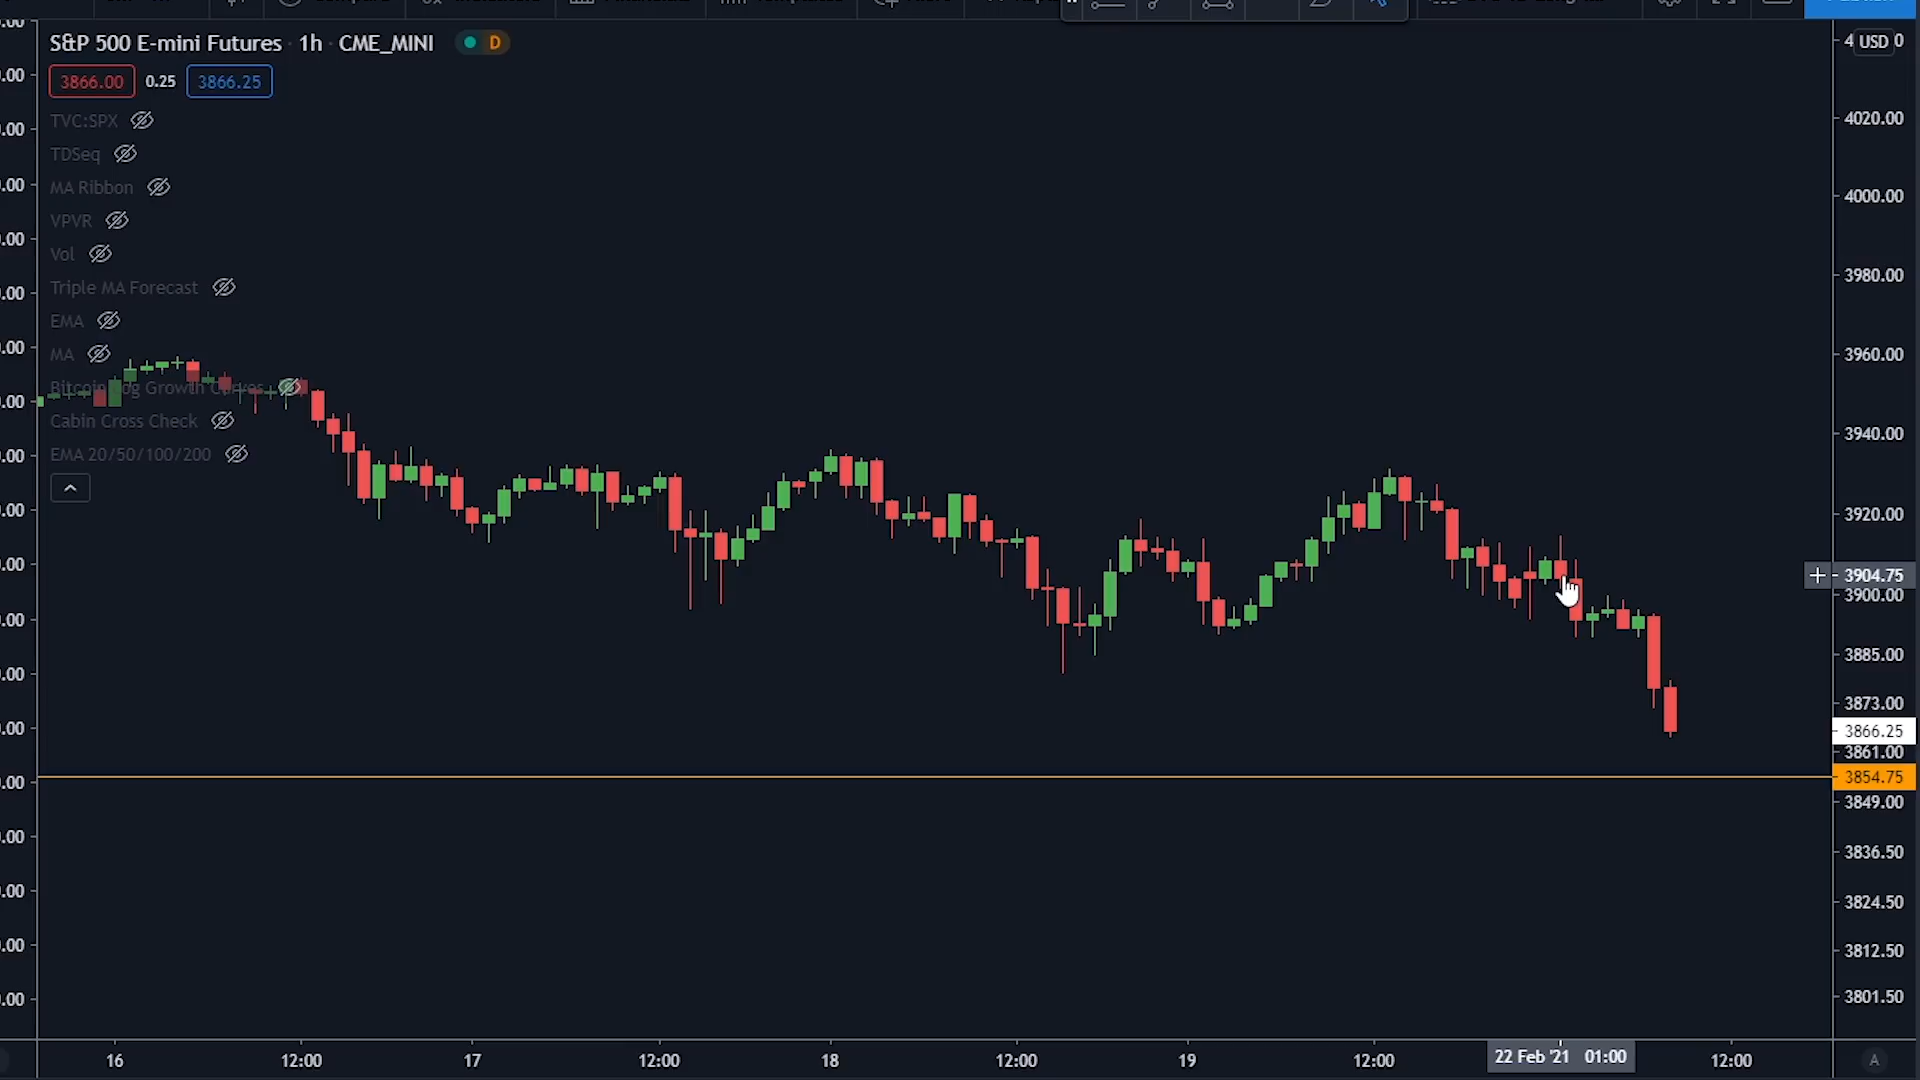 S&P 500 E-mini Futures · 1h · CME_MINI D
3866.00 0.25 3866.25
TVC:SPX
TDSeq
MA Ribbon
VPVR
Vol
Triple MA Forecast
EMA
MA
Bitcoin Log Growth Curves
Cabin Cross Check
EMA 20/50/100/200
USD
4020.00
4000.00
3980.00
3960.00
3940.00
3920.00
3904.75
3900.00
3885.00
3873.00
3866.25
3861.00
3854.75
3849.00
3836.50
3824.50
3812.50
3801.50
16 12:00 17 12:00 18 12:00 19 12:00 22 Feb '21 01:00 12:00 A